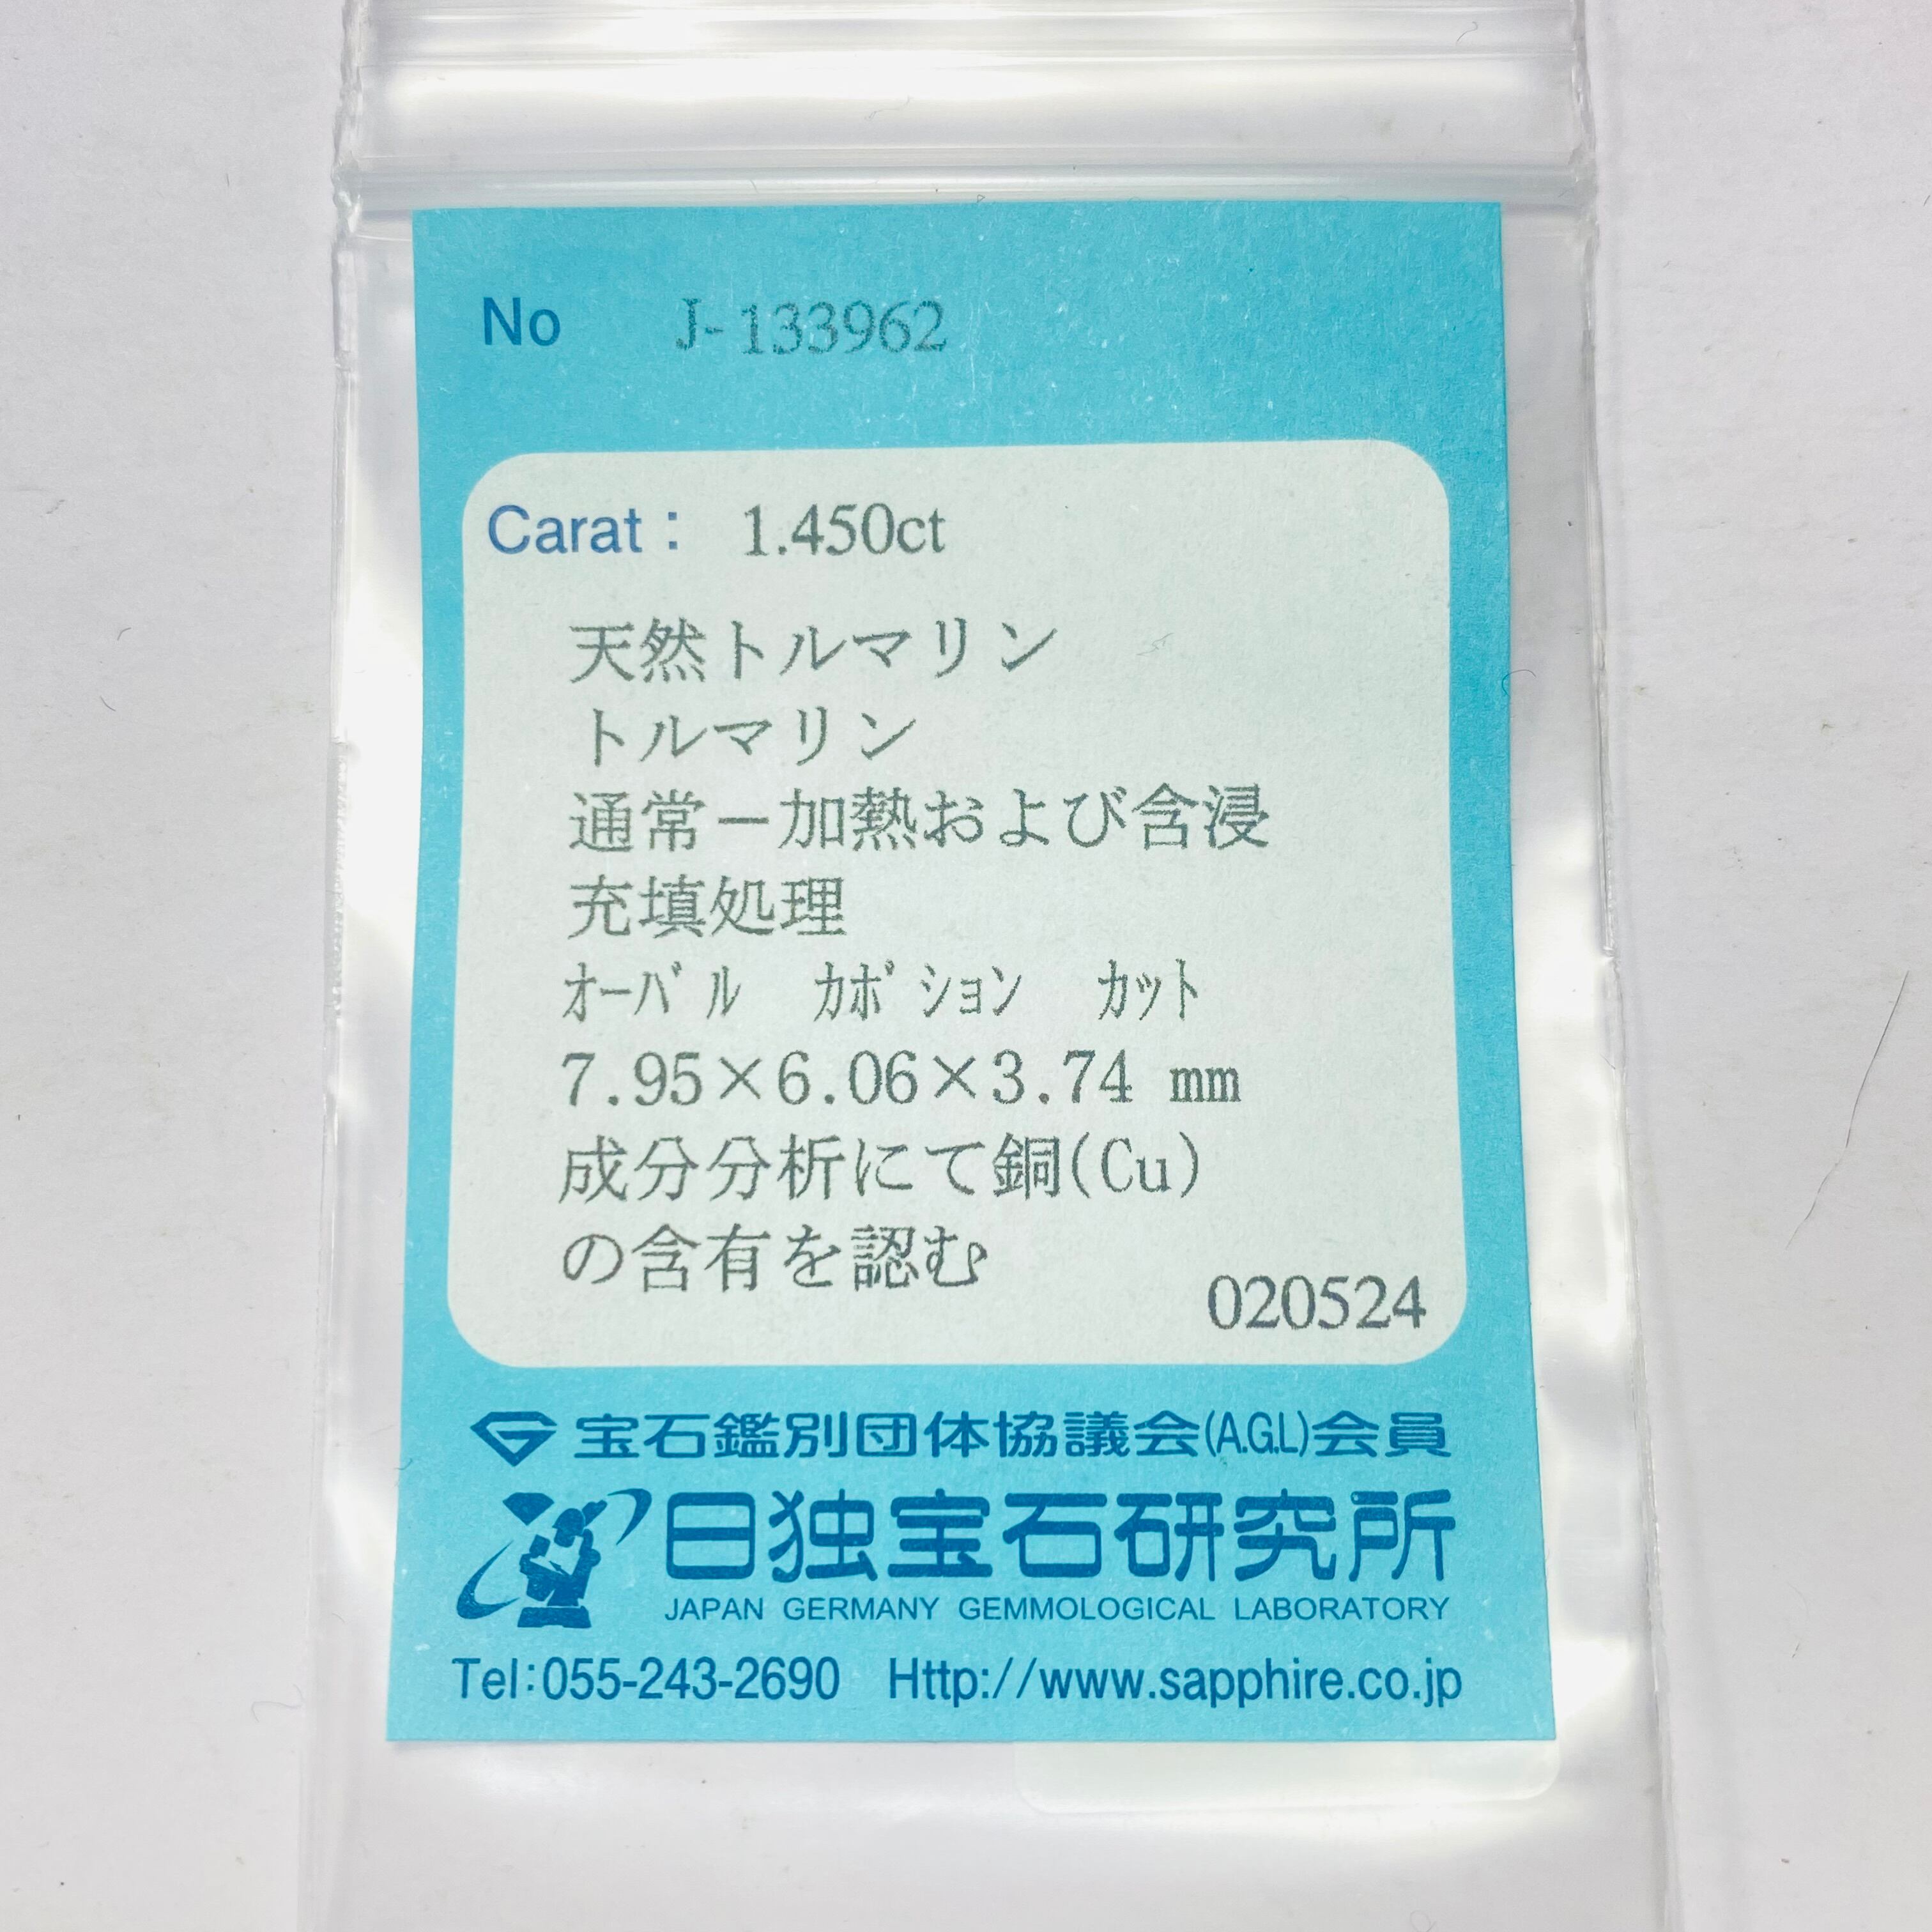 No J-133962
Carat： 1.450ct
天然トルマリン
トルマリン
通常－加熱および含浸
充填処理
ｵｰﾊﾞﾙ ｶﾎﾞｼｮﾝ ｶｯﾄ
7.95×6.06×3.74 mm
成分分析にて銅(Cu)
の含有を認む
020524
宝石鑑別団体協議会(A.G.L)会員
日独宝石研究所
JAPAN GERMANY GEMMOLOGICAL LABORATORY
Tel:055-243-2690 Http://www.sapphire.co.jp